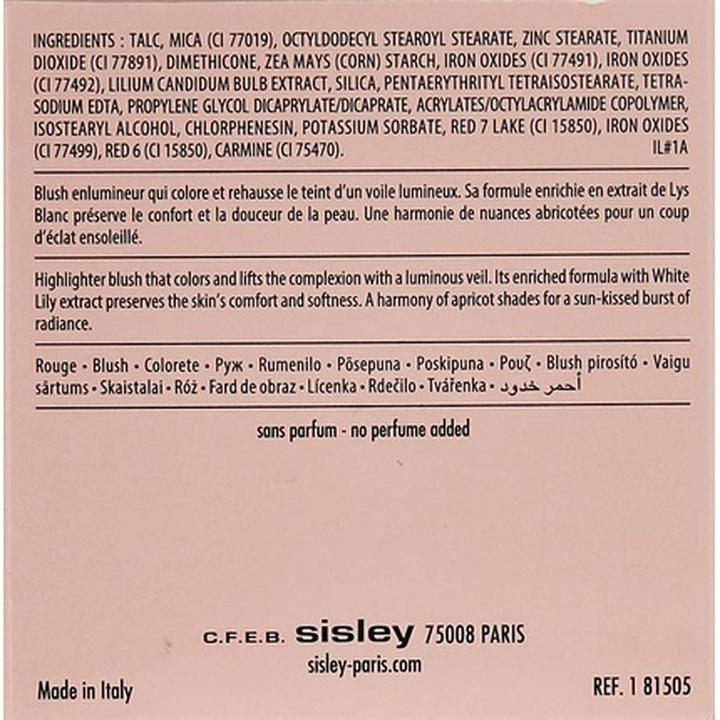 INGREDIENTS : TALC, MICA (CI 77019), OCTYLDODECYL STEAROYL STEARATE, ZINC STEARATE, TITANIUM
DIOXIDE (CI 77891), DIMETHICONE, ZEA MAYS (CORN) STARCH, IRON OXIDES (CI 77491), IRON OXIDES
(CI 77492), LILIUM CANDIDUM BULB EXTRACT, SILICA, PENTAERYTHRITYL TETRAISOSTEARATE, TETRA-
SODIUM EDTA, PROPYLENE GLYCOL DICAPRYLATE/DICAPRATE, ACRYLATES/OCTYLACRYLAMIDE COPOLYMER,
ISOSTEARYL ALCOHOL, CHLORPHENESIN, POTASSIUM SORBATE, RED 7 LAKE (CI 15850), IRON OXIDES
(CI 77499), RED 6 (CI 15850), CARMINE (CI 75470). IL#1A
Blush enlumineur qui colore et rehausse le teint d'un voile lumineux. Sa formule enrichie en extrait de Lys
Blanc préserve le confort et la douceur de la peau. Une harmonie de nuances abricotées pour un coup
d'éclat ensoleillé.
Highlighter blush that colors and lifts the complexion with a luminous veil. Its enriched formula with White
Lily extract preserves the skin's comfort and softness. A harmony of apricot shades for a sun-kissed burst of
radiance.
Rouge • Blush • Colorete • Руж • Rumenilo • Põsepuna • Poskipuna • Ρουζ • Blush pirosító • Vaigu
sārtums • Skaistalai • Róż • Fard de obraz • Lícenka • Rdečilo • Tvářenka • أحمر خدود
sans parfum - no perfume added
C.F.E.B. sisley 75008 PARIS
sisley-paris.com
Made in Italy REF. 1 81505